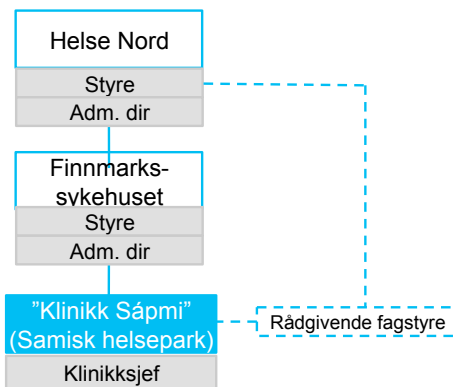 Helse Nord
Styre
Adm. dir
Finnmarks-
sykehuset
Styre
Adm. dir
”Klinikk Sápmi”
(Samisk helsepark)
Rådgivende fagstyre
Klinikksjef